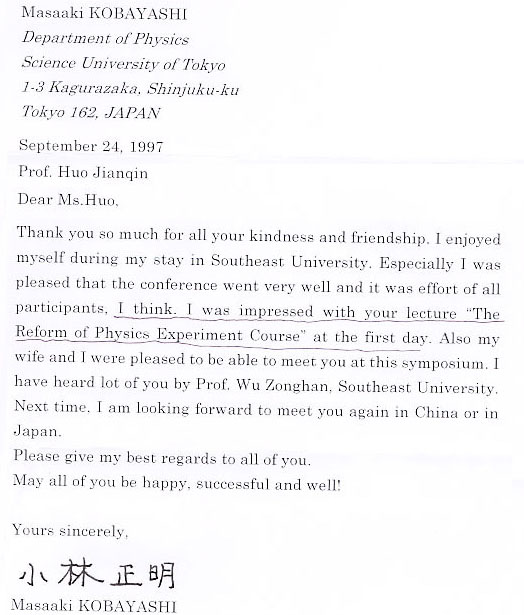 Masaaki KOBAYASHI
Department of Physics
Science University of Tokyo
1-3 Kagurazaka, Shinjuku-ku
Tokyo 162, JAPAN
September 24, 1997
Prof. Huo Jianqin
Dear Ms.Huo,
Thank you so much for all your kindness and friendship. I enjoyed
myself during my stay in Southeast University. Especially I was
pleased that the conference went very well and it was effort of all
participants, I think. I was impressed with your lecture “The
Reform of Physics Experiment Course” at the first day. Also my
wife and I were pleased to be able to meet you at this symposium. I
have heard lot of you by Prof. Wu Zonghan, Southeast University.
Next time, I am looking forward to meet you again in China or in
Japan.
Please give my best regards to all of you.
May all of you be happy, successful and well!
Yours sincerely,
小林正明
Masaaki KOBAYASHI